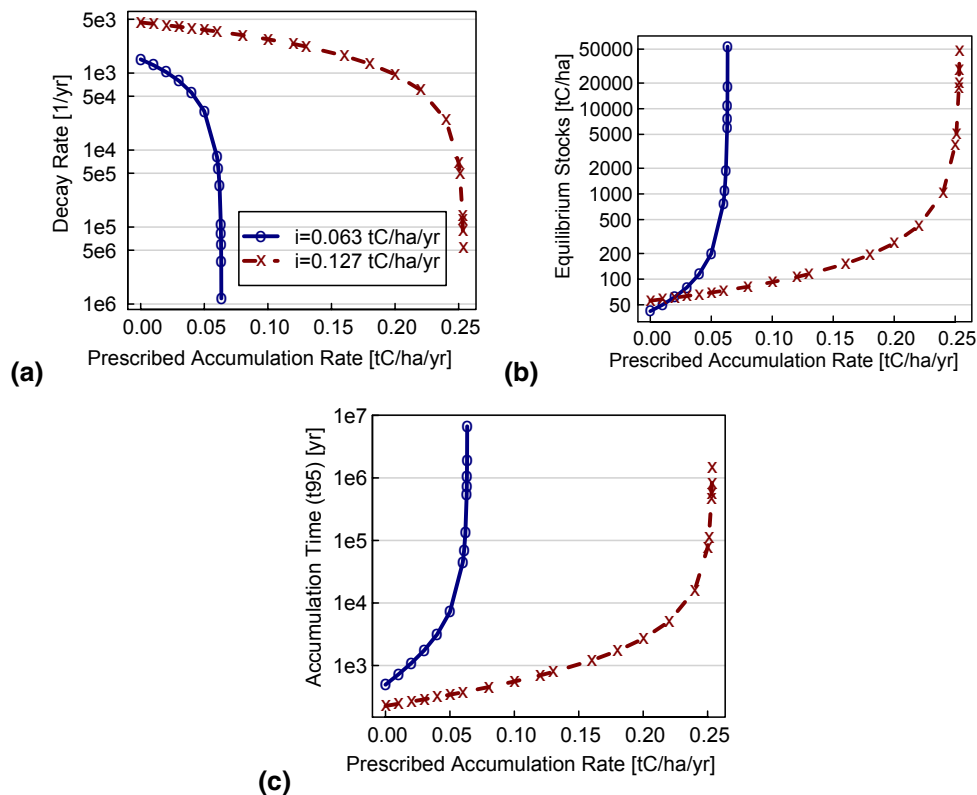 5e3
1e3
5e4
1e4
5e5
1e5
5e6
1e6
Decay Rate [1/yr]
i=0.063 tC/ha/yr
i=0.127 tC/ha/yr
0.00 0.05 0.10 0.15 0.20 0.25
Prescribed Accumulation Rate [tC/ha/yr]
(a)
50000
20000
10000
5000
2000
1000
500
200
100
50
Equilibrium Stocks [tC/ha]
0.00 0.05 0.10 0.15 0.20 0.25
Prescribed Accumulation Rate [tC/ha/yr]
(b)
1e7
1e6
1e5
1e4
1e3
Accumulation Time (t95) [yr]
0.00 0.05 0.10 0.15 0.20 0.25
Prescribed Accumulation Rate [tC/ha/yr]
(c)